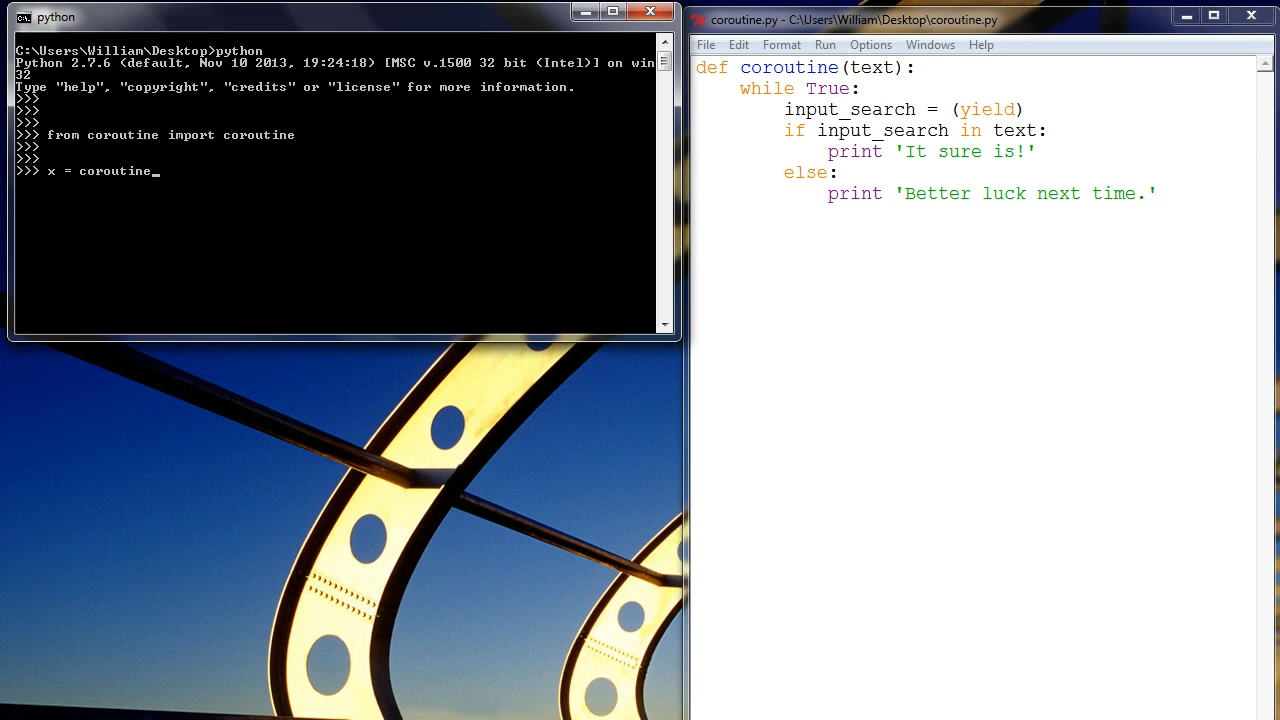 python
C:\Users\William\Desktop>python
Python 2.7.6 (default, Nov 10 2013, 19:24:18) [MSC v.1500 32 bit (Intel)] on win
32
Type "help", "copyright", "credits" or "license" for more information.
>>>
>>>
>>>
>>> from coroutine import coroutine
>>>
>>>
>>> x = coroutine_
coroutine.py - C:\Users\William\Desktop\coroutine.py
File Edit Format Run Options Windows Help
def coroutine(text):
    while True:
        input_search = (yield)
        if input_search in text:
            print 'It sure is!'
        else:
            print 'Better luck next time.'